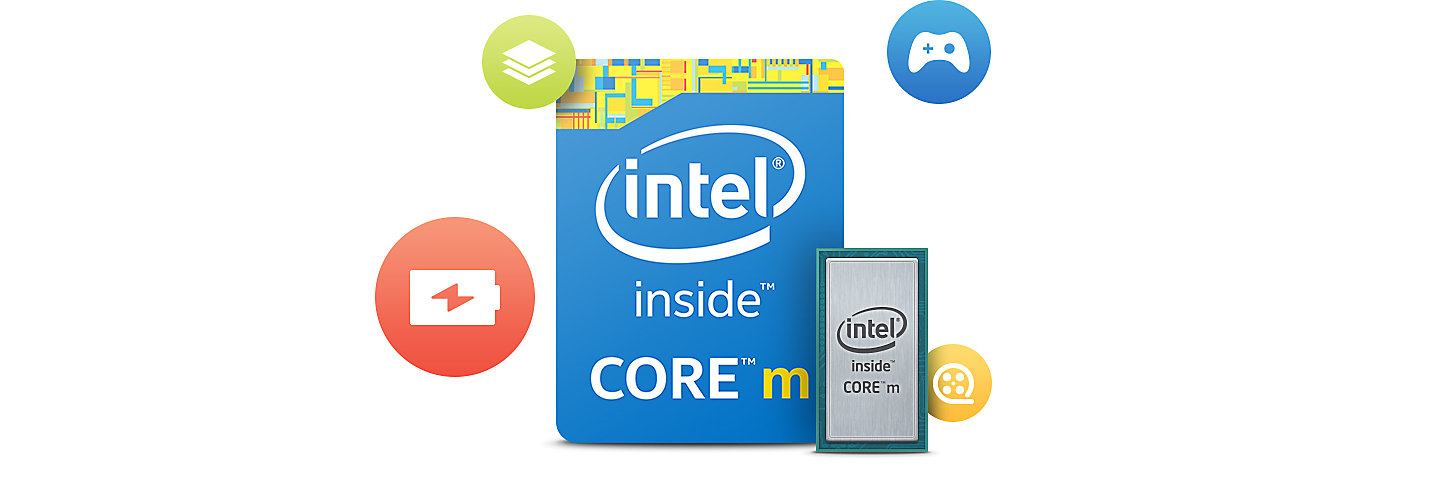 intel®
inside™
CORE™ m
intel®
inside™
CORE™ m